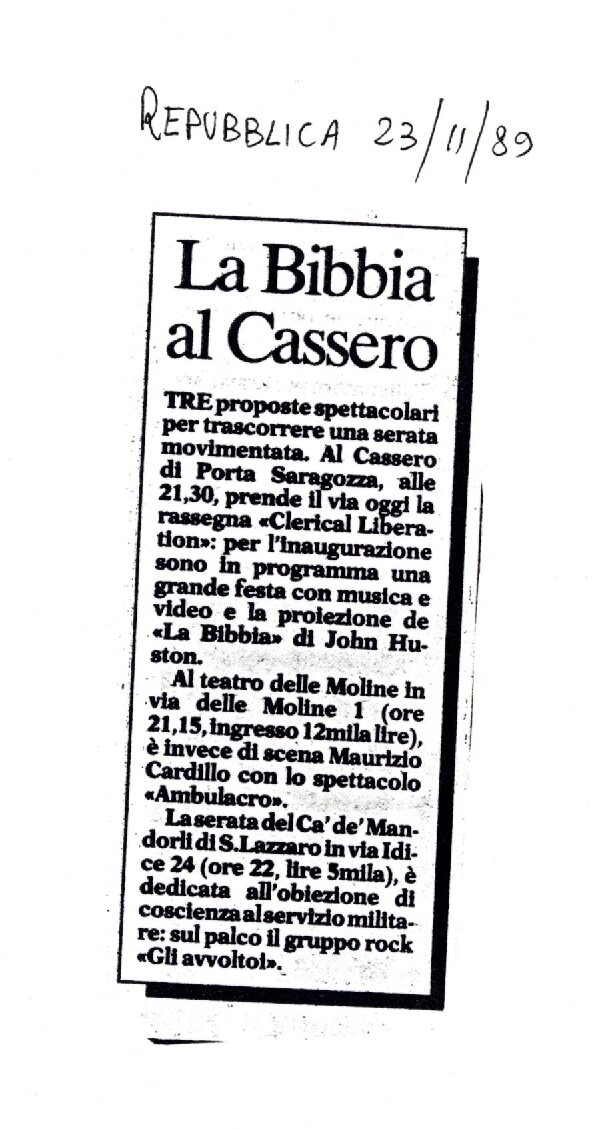 REPUBBLICA 23/11/89
La Bibbia
al Cassero
TRE proposte spettacolari
per trascorrere una serata
movimentata. Al Cassero
di Porta Saragozza, alle
21,30, prende il via oggi la
rassegna «Clerical Libera-
tion»: per l'inaugurazione
sono in programma una
grande festa con musica e
video e la proiezione de
«La Bibbia» di John Hu-
ston.
Al teatro delle Moline in
via delle Moline 1 (ore
21,15, ingresso 12mila lire),
è invece di scena Maurizio
Cardillo con lo spettacolo
«Ambulacro».
La serata del Ca' de' Man-
dorli di S.Lazzaro in via Idi-
ce 24 (ore 22, lire 5mila), è
dedicata all'obiezione di
coscienza al servizio milita-
re: sul palco il gruppo rock
«Gli avvoltoi».